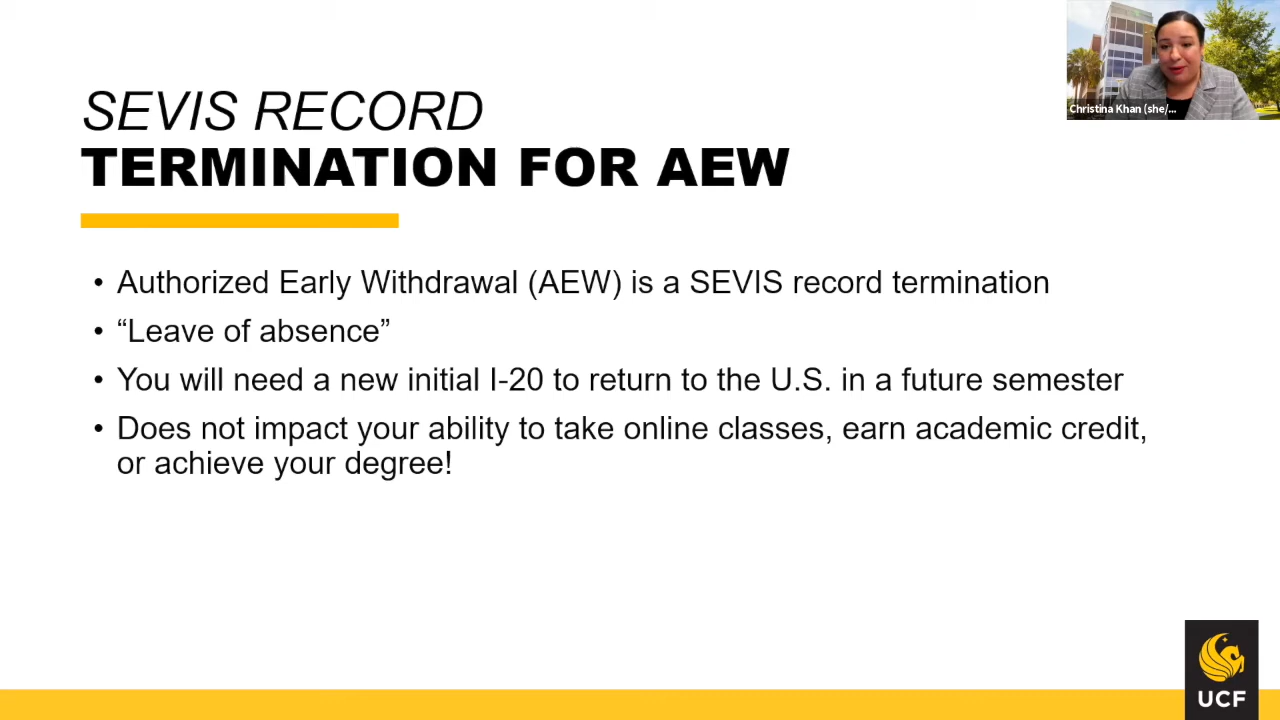 SEVIS RECORD
TERMINATION FOR AEW
• Authorized Early Withdrawal (AEW) is a SEVIS record termination
• “Leave of absence”
• You will need a new initial I-20 to return to the U.S. in a future semester
• Does not impact your ability to take online classes, earn academic credit,
or achieve your degree!
Christina Khan (she/...
UCF